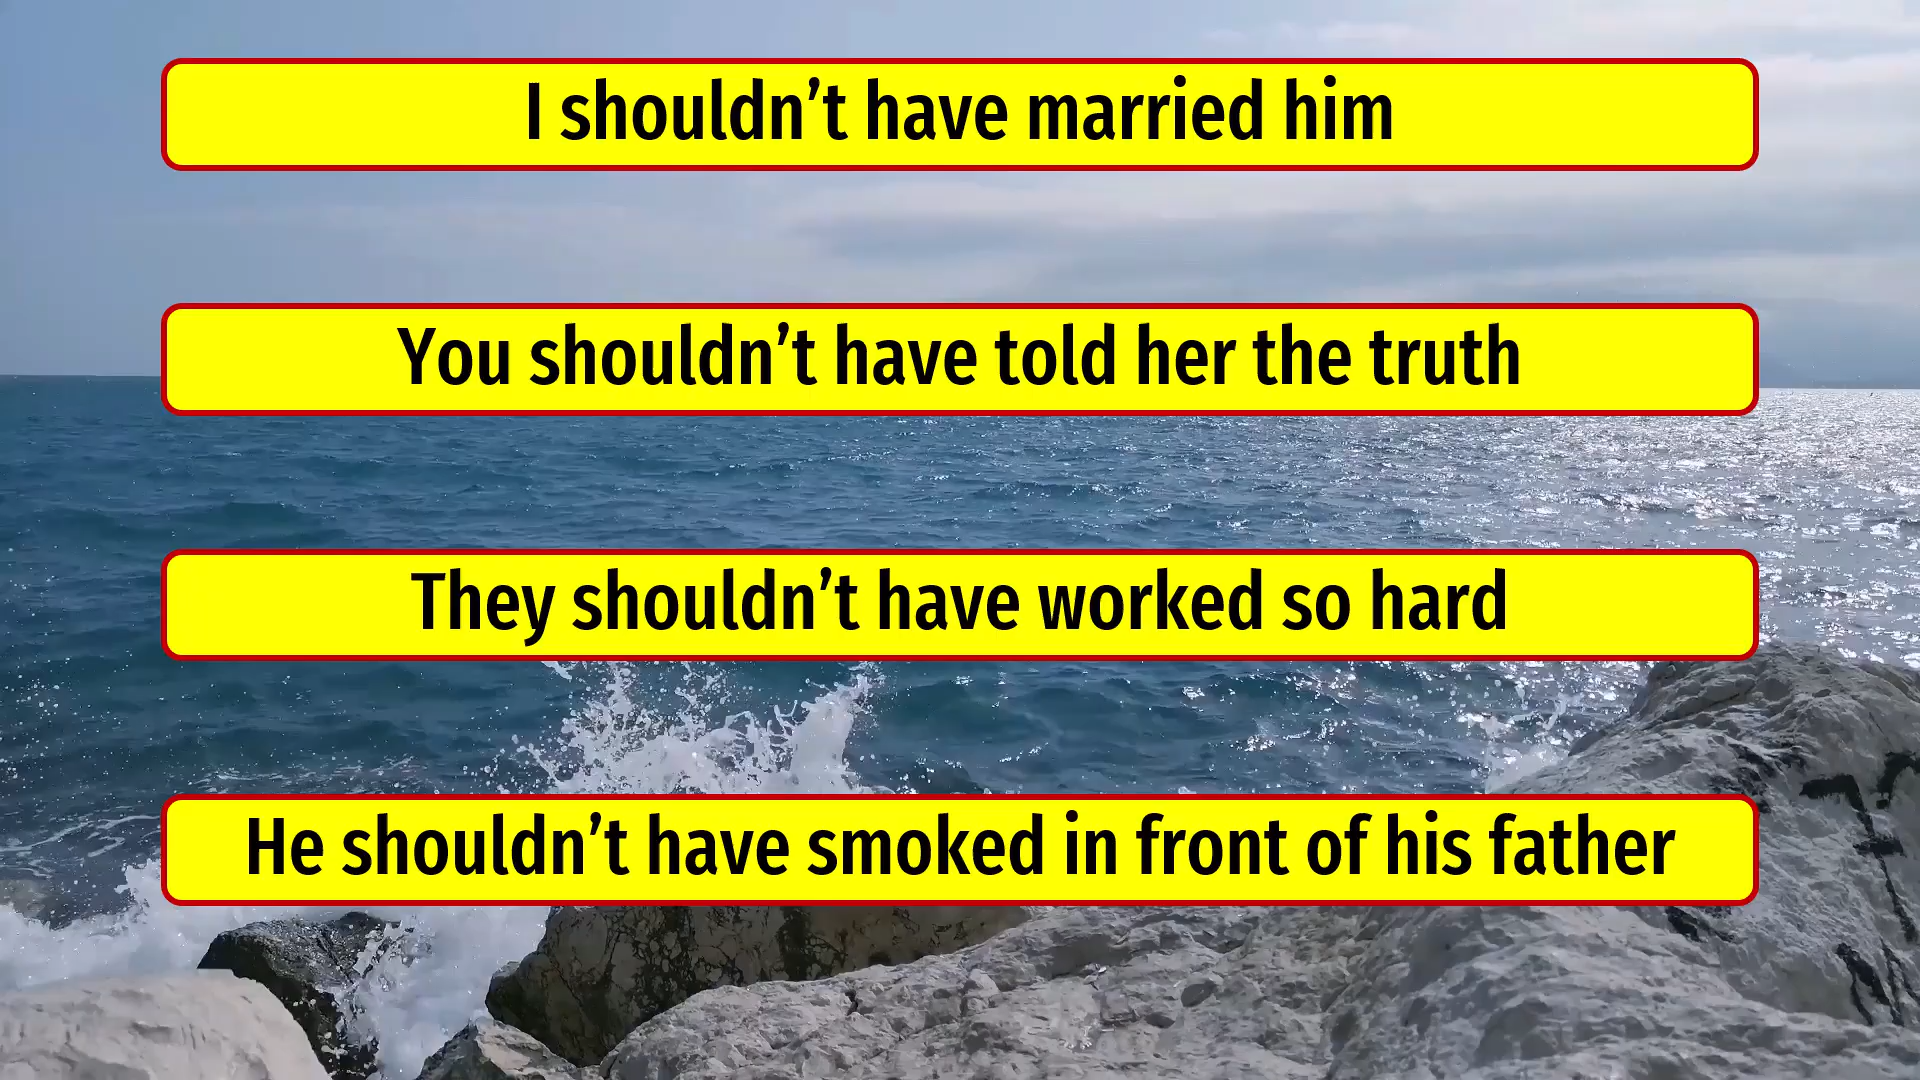 I shouldn’t have married him
You shouldn’t have told her the truth
They shouldn’t have worked so hard
He shouldn’t have smoked in front of his father